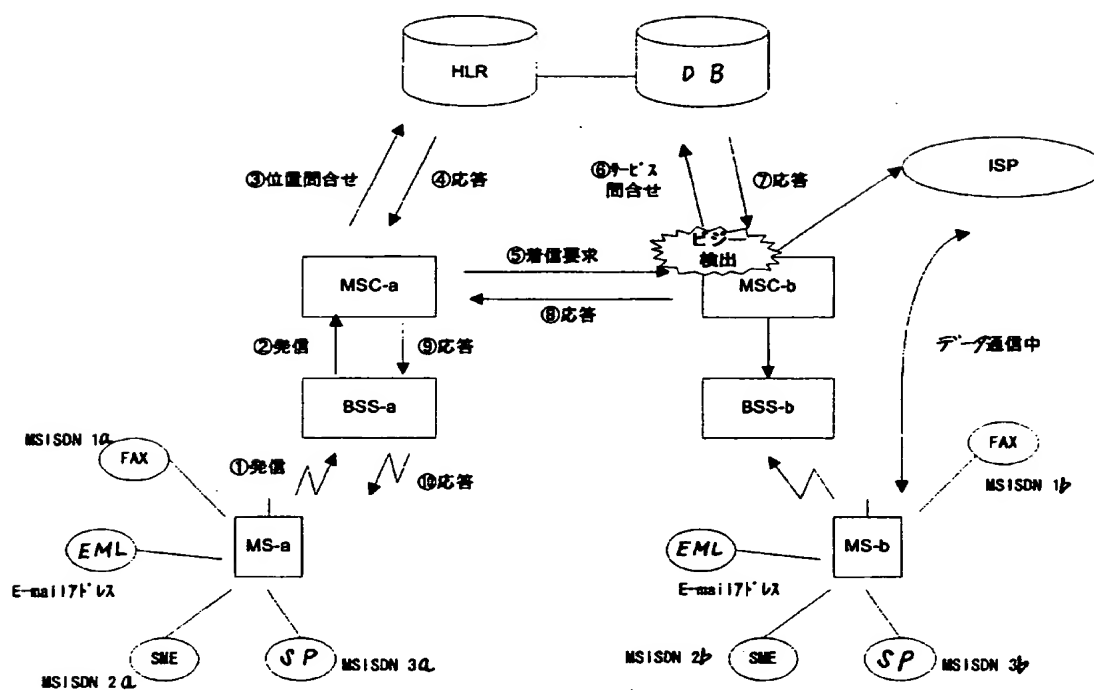 HLR
D B
③位置問合せ
④応答
⑥サービス
問合せ
⑦応答
ISP
ビジー
検出
⑤着信要求
MSC-a
MSC-b
⑧応答
②発信
⑨応答
データ通信中
BSS-a
BSS-b
MSISDN 1a
FAX
①発信
⑩応答
FAX
MSISDN 1b
MS-a
MS-b
EML
E-mailアドレス
EML
E-mailアドレス
SME
MSISDN 2a
SP
MSISDN 3a
MSISDN 2b
SME
SP
MSISDN 3b